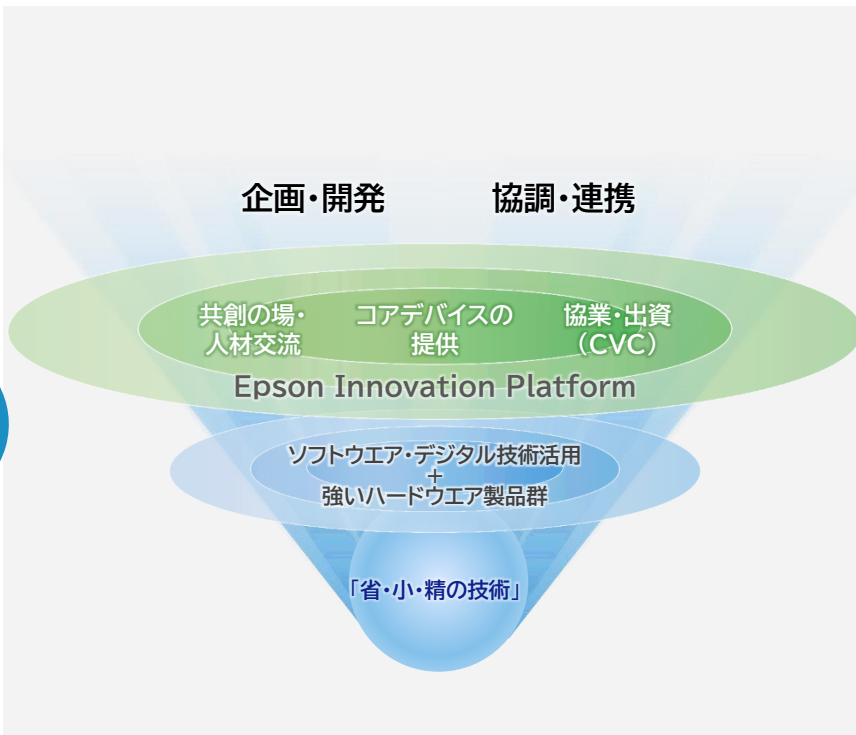 企画・開発 協調・連携
共創の場・ コアデバイスの 協業・出資
人材交流 提供 （CVC）
Epson Innovation Platform
ソフトウエア・デジタル技術活用
+
強いハードウエア製品群
「省・小・精の技術」